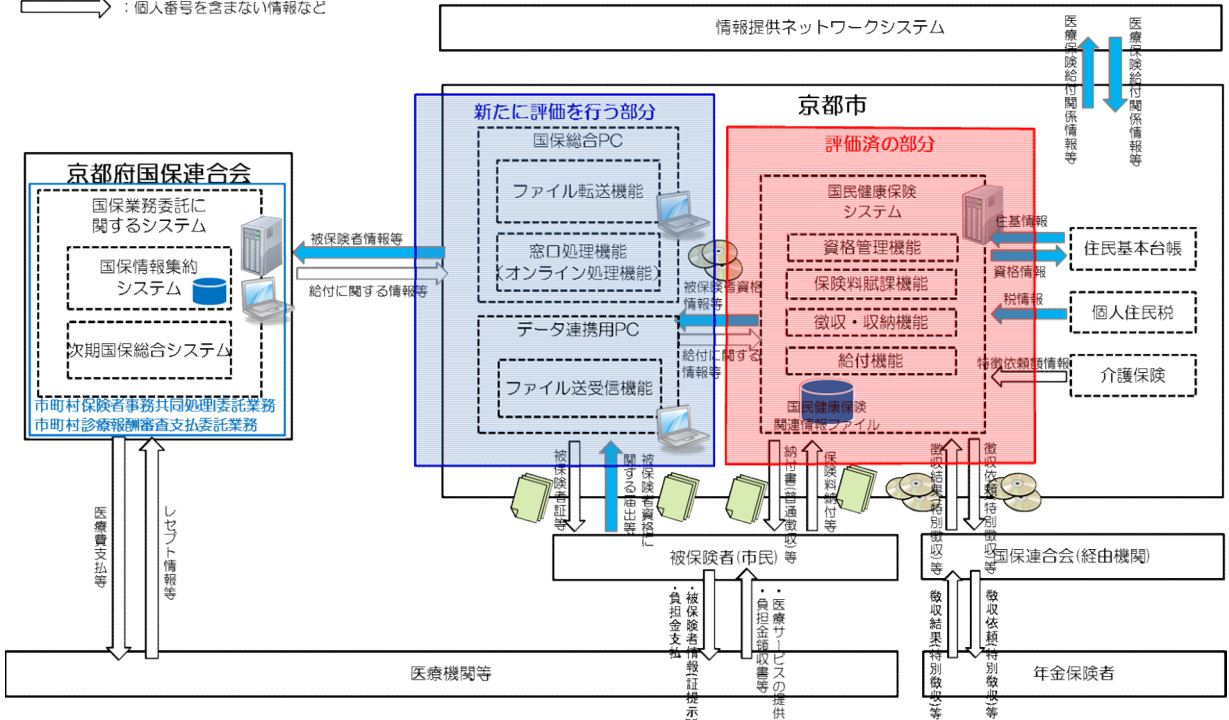 ：個人番号を含まない情報など
情報提供ネットワークシステム
医療保険給付関係情報等
医療保険給付関係情報等
京都市
新たに評価を行う部分
国保総合PC
ファイル転送機能
窓口処理機能
（オンライン処理機能）
データ連携用PC
ファイル送受信機能
評価済の部分
国民健康保険
システム
資格管理機能
保険料賦課機能
徴収・収納機能
給付機能
国民健康保険
関連情報ファイル
被保険者資格
情報等
給付に関する
情報等
住基情報
資格情報
税情報
特徴依頼額情報
住民基本台帳
個人住民税
介護保険
京都府国保連合会
国保業務委託に
関するシステム
国保情報集約
システム
次期国保総合システム
市町村保険者事務共同処理委託業務
市町村診療報酬審査支払委託業務
被保険者情報等
給付に関する情報等
医療費支払等
レセプト情報等
被保険者証等
被保険者資格に
関する届出等
納付書(普通徴収)等
保険料納付等
徴収結果(特別徴収)等
徴収依頼(特別徴収)等
被保険者(市民)
国保連合会(経由機関)
・被保険者情報(証提示
・負担金支払
・医療サービスの提供
・負担金領収書等
徴収結果(特別徴収)等
徴収依頼(特別徴収)等
医療機関等
年金保険者